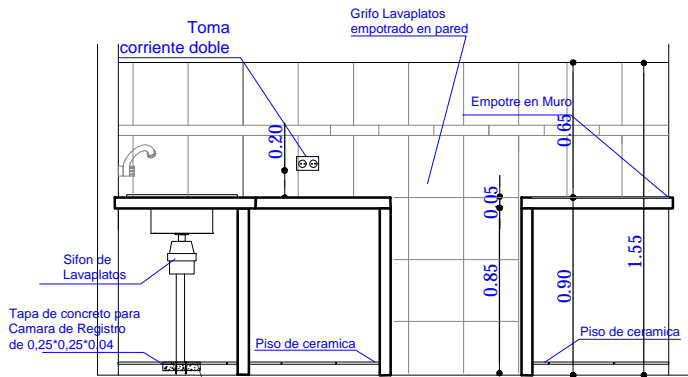 Toma
corriente doble
Grifo Lavaplatos
empotrado en pared
Empotre en Muro
0.20
0.65
0.05
1.55
0.85
0.90
Sifon de
Lavaplatos
Tapa de concreto para
Camara de Registro
de 0,25*0,25*0.04
Piso de ceramica
Piso de ceramica